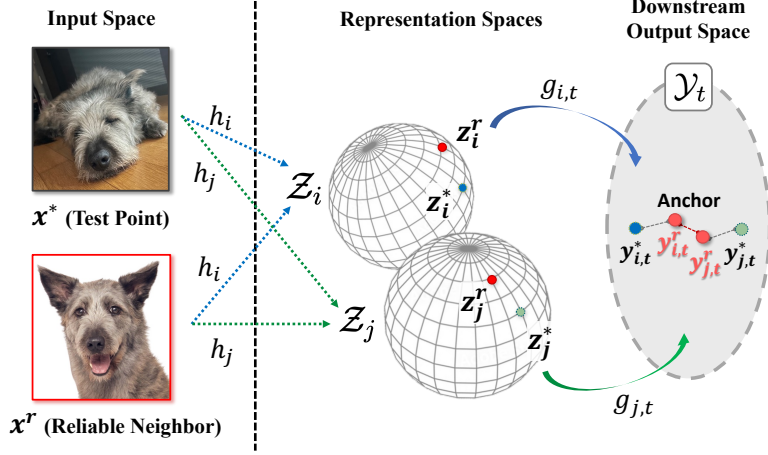 Input Space
Representation Spaces
Downstream
Output Space
x* (Test Point)
x^r (Reliable Neighbor)
h_i
h_j
h_i
h_j
𝒵_i
𝒵_j
z_i^r
z_i^*
z_j^r
z_j^*
g_{i,t}
g_{j,t}
𝒴_t
Anchor
y_{i,t}^*
y_{i,t}^r
y_{j,t}^r
y_{j,t}^*